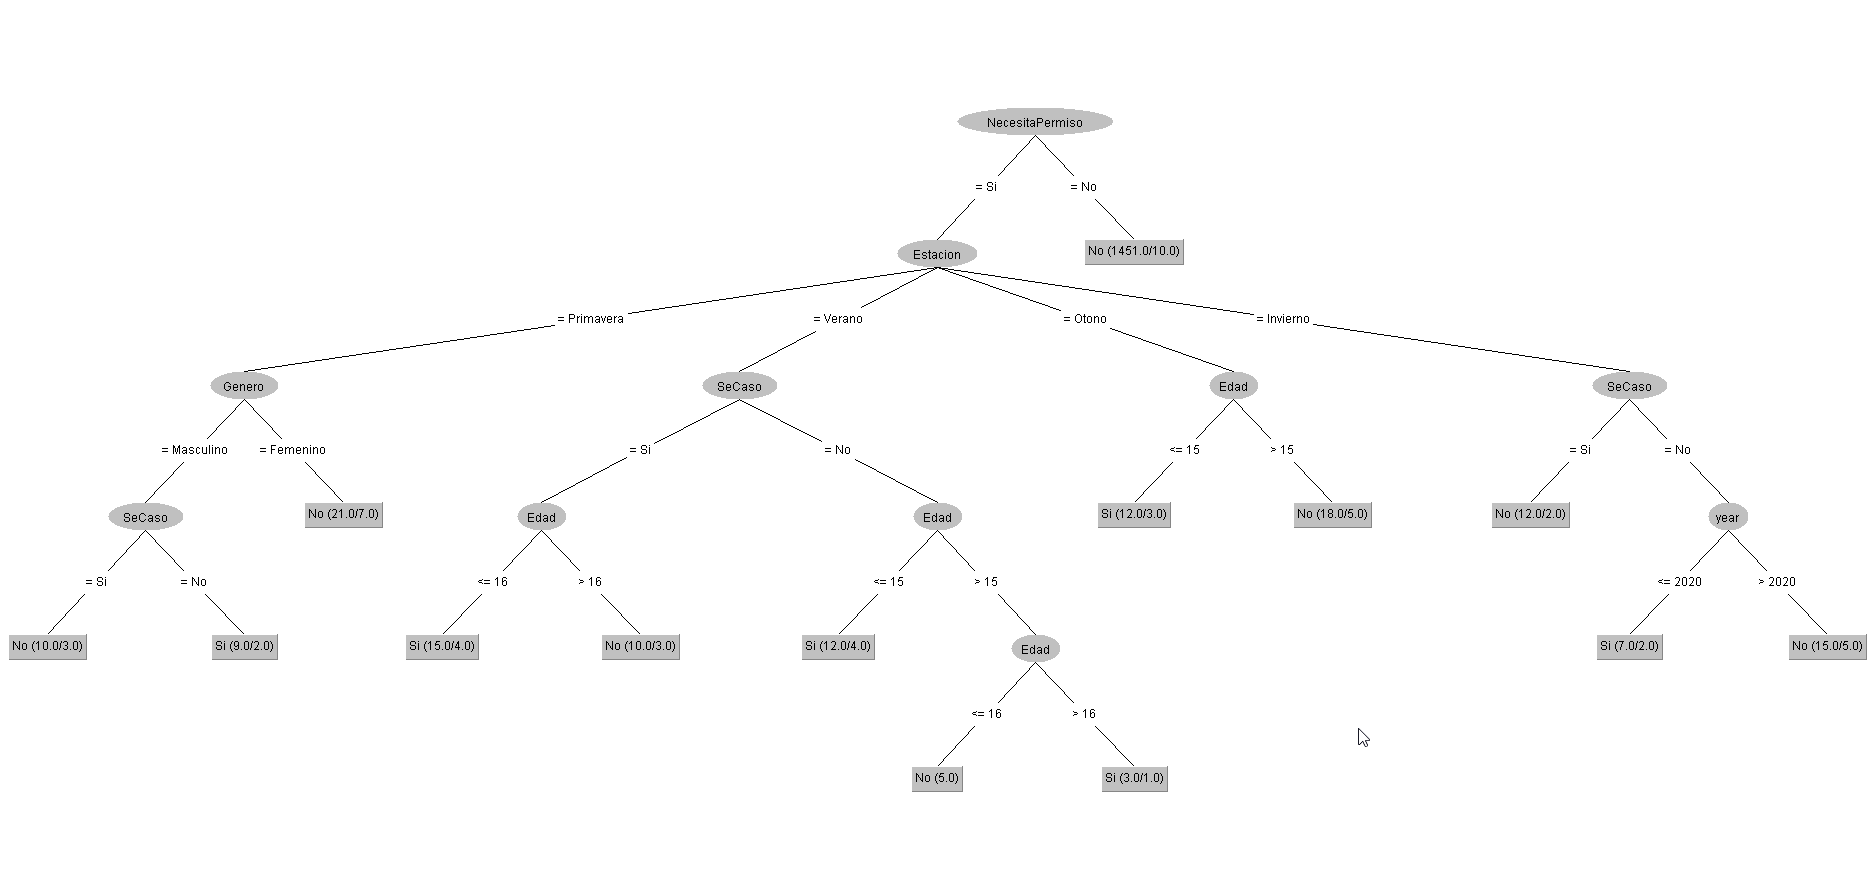 NecesitaPermiso
= Si
= No
Estacion
No (1451.0/10.0)
= Primavera
= Verano
= Otono
= Invierno
Genero
SeCaso
Edad
SeCaso
= Masculino
= Femenino
= Si
= No
<= 15
> 15
= Si
= No
SeCaso
No (21.0/7.0)
Edad
Edad
Si (12.0/3.0)
No (18.0/5.0)
No (12.0/2.0)
year
= Si
= No
<= 16
> 16
<= 15
> 15
<= 2020
> 2020
No (10.0/3.0)
Si (9.0/2.0)
Si (15.0/4.0)
No (10.0/3.0)
Si (12.0/4.0)
Edad
Si (7.0/2.0)
No (15.0/5.0)
<= 16
> 16
No (5.0)
Si (3.0/1.0)